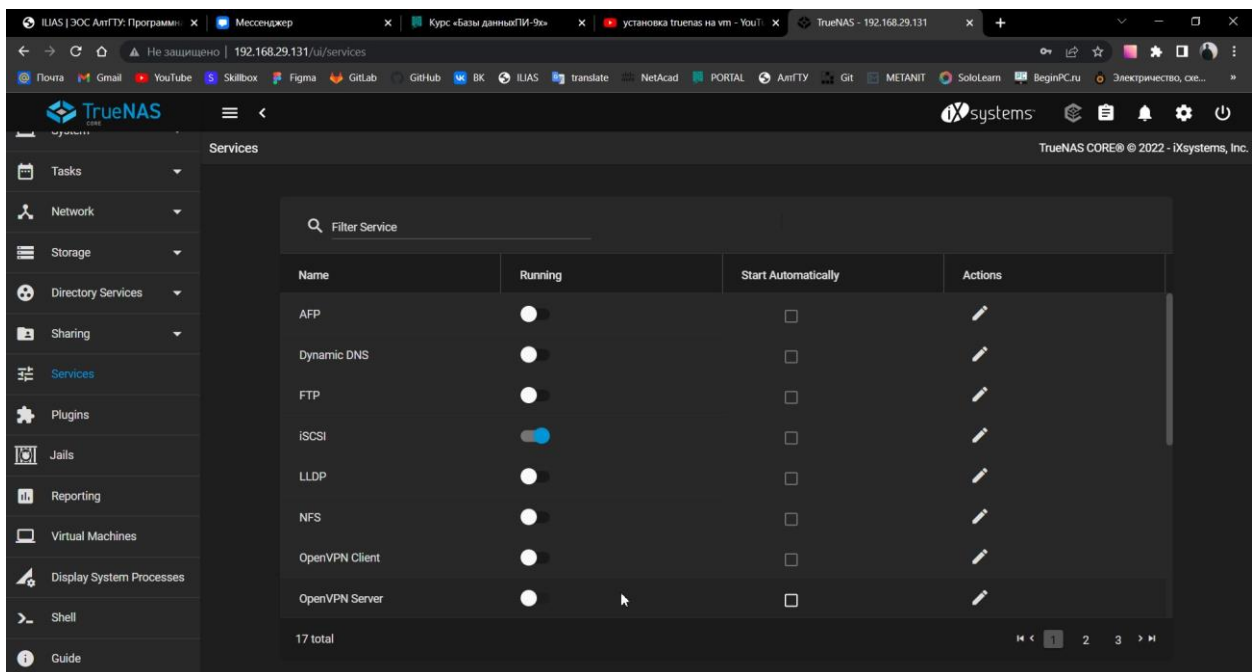 ILIAS | ЭОС АлтГТУ: Программн
Мессенджер
Курс «Базы данныхПИ-9х»
установка truenas на vm - YouTu
TrueNAS - 192.168.29.131
Не защищено | 192.168.29.131/ui/services
Почта Gmail YouTube Skillbox Figma GitLab GitHub ВК ILIAS translate NetAcad PORTAL АлтГТУ Git METANIT SoloLearn BeginPC.ru Электричество, схе... »
TrueNAS
CORE
iXsystems
System
Services
TrueNAS CORE® © 2022 - iXsystems, Inc.
Tasks
Network
Storage
Directory Services
Sharing
Services
Plugins
Jails
Reporting
Virtual Machines
Display System Processes
Shell
Guide
Filter Service
Name Running Start Automatically Actions
AFP
Dynamic DNS
FTP
iSCSI
LLDP
NFS
OpenVPN Client
OpenVPN Server
17 total
1 2 3